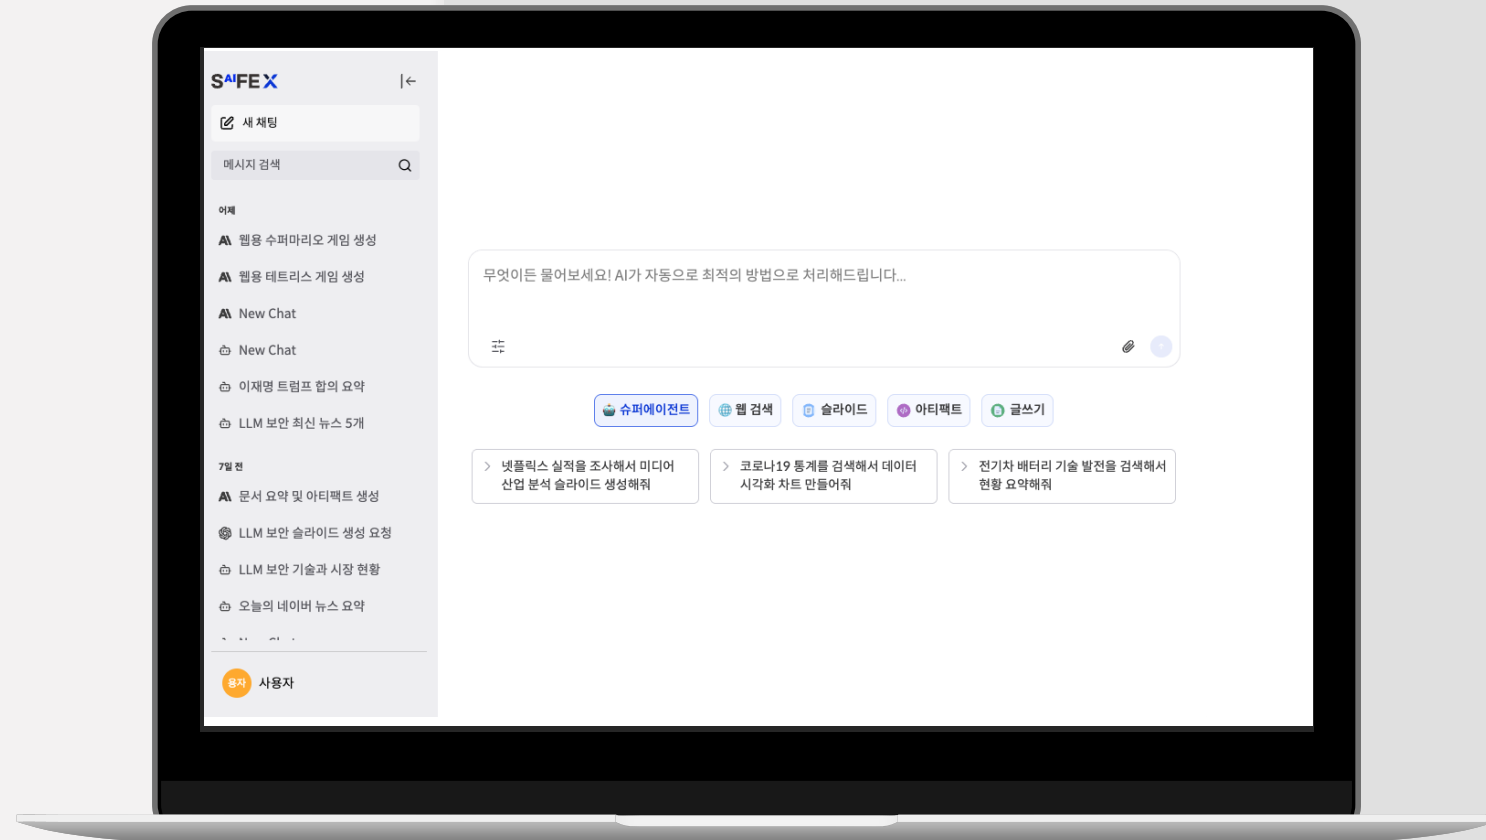 SAIFE X
새 채팅
메시지 검색
어제
웹용 수퍼마리오 게임 생성
웹용 테트리스 게임 생성
New Chat
New Chat
이재명 트럼프 합의 요약
LLM 보안 최신 뉴스 5개
7일 전
문서 요약 및 아티팩트 생성
LLM 보안 슬라이드 생성 요청
LLM 보안 기술과 시장 현황
오늘의 네이버 뉴스 요약
New Chat
용자
사용자
무엇이든 물어보세요! AI가 자동으로 최적의 방법으로 처리해드립니다...
슈퍼에이전트
웹 검색
슬라이드
아티팩트
글쓰기
넷플릭스 실적을 조사해서 미디어
산업 분석 슬라이드 생성해줘
코로나19 통계를 검색해서 데이터
시각화 차트 만들어줘
전기차 배터리 기술 발전을 검색해서
현황 요약해줘